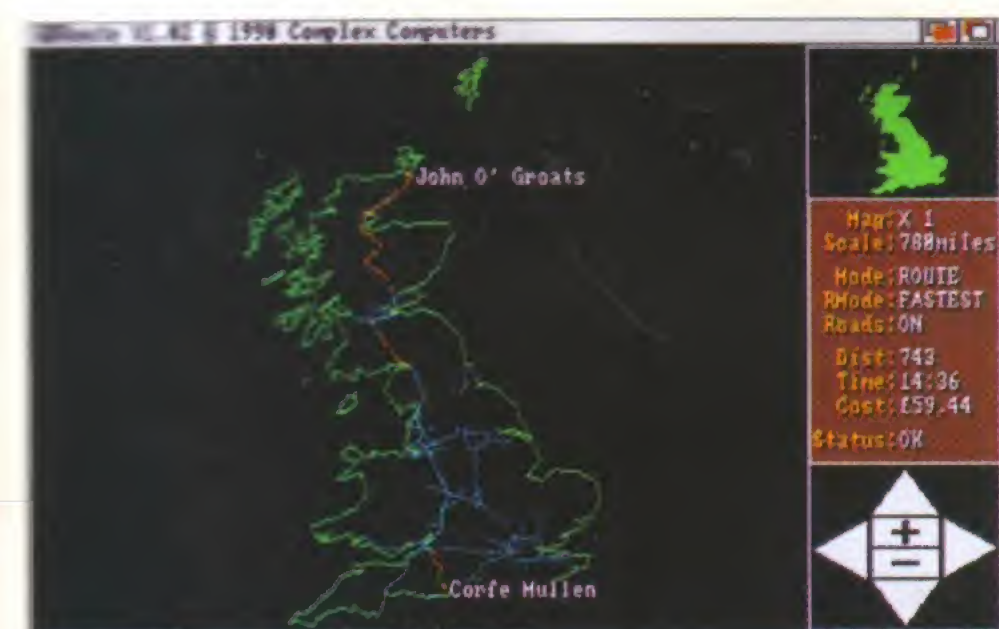 © 1990 Complex Computers
John O' Groats
Corfe Mullen
Mag: X 1
Scale: 780miles
Mode: ROUTE
RMode: FASTEST
Roads: ON
Dist: 743
Time: 14:36
Cost: £59.44
Status: OK
+
−